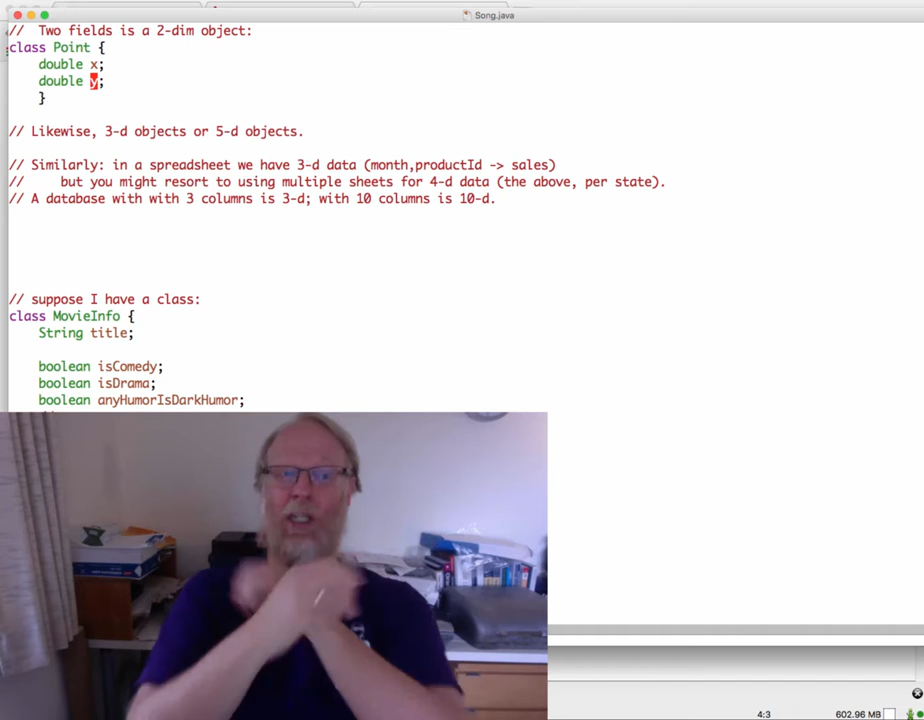 Song.java
// Two fields is a 2-dim object:
class Point {
double x;
double y;
}
// Likewise, 3-d objects or 5-d objects.
// Similarly: in a spreadsheet we have 3-d data (month,productId -> sales)
// but you might resort to using multiple sheets for 4-d data (the above, per state).
// A database with with 3 columns is 3-d; with 10 columns is 10-d.
// suppose I have a class:
class MovieInfo {
String title;
boolean isComedy;
boolean isDrama;
boolean anyHumorIsDarkHumor;
4:3
602.96 MB